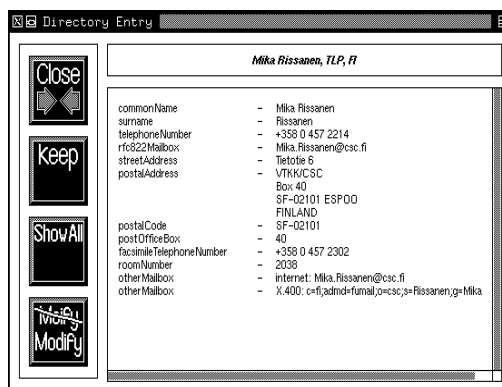 Directory Entry
Close
Keep
Show All
Modify
Mika Rissanen, TLP, FI
commonName – Mika Rissanen
surname – Rissanen
telephoneNumber – +358 0 457 2214
rfc822Mailbox – Mika.Rissanen@csc.fi
streetAddress – Tietotie 6
postalAddress – VTKK/CSC
Box 40
SF-02101 ESPOO
FINLAND
postalCode – SF-02101
postOfficeBox – 40
facsimileTelephoneNumber – +358 0 457 2302
roomNumber – 2038
otherMailbox – internet: Mika.Rissanen@csc.fi
otherMailbox – X.400: c=fi;admd=fumail;o=csc;s=Rissanen;g=Mika